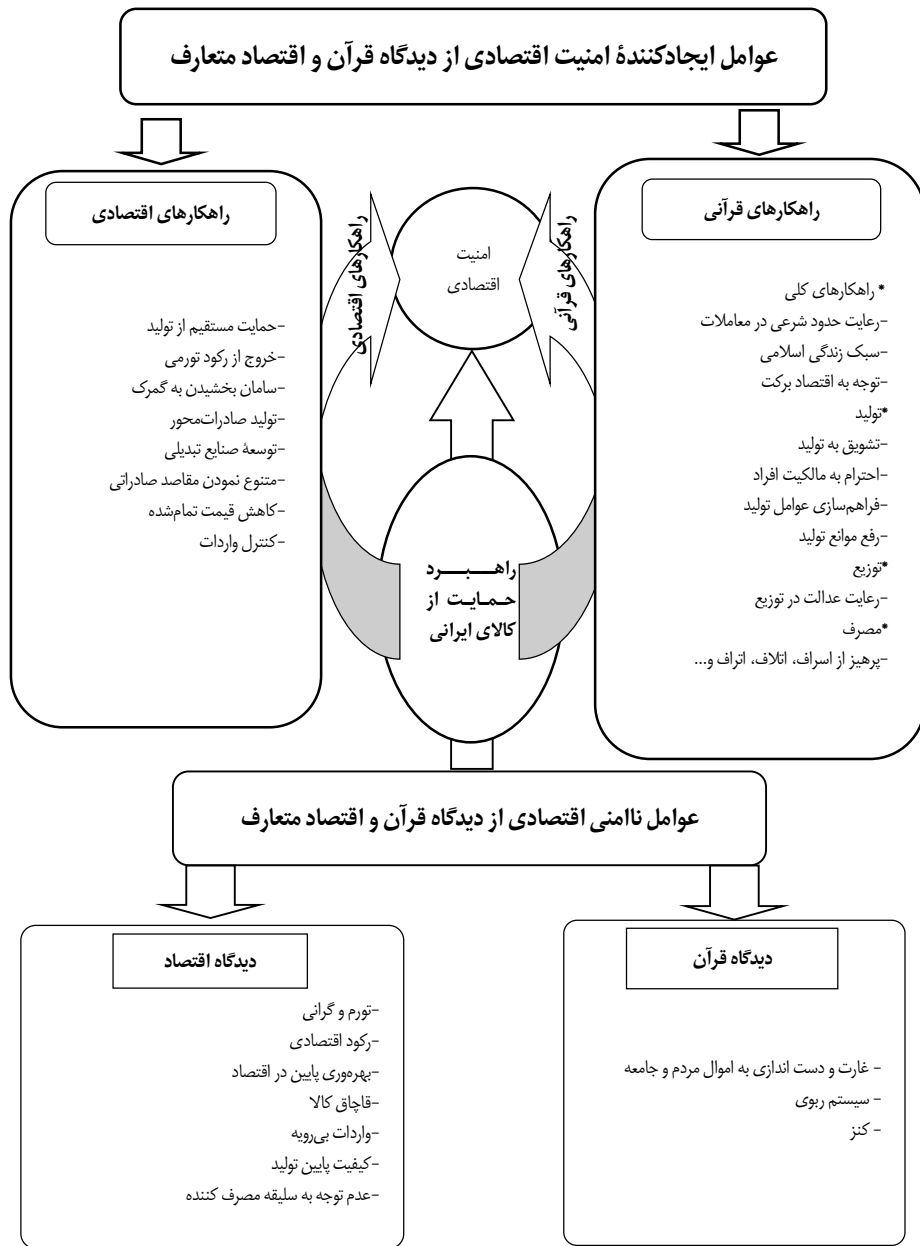 عوامل ایجادکنندۀ امنیت اقتصادی از دیدگاه قرآن و اقتصاد متعارف
راهکارهای قرآنی
* راهکارهای کلی
-رعایت حدود شرعی در معاملات
-سبک زندگی اسلامی
-توجه به اقتصاد برکت
*تولید
-تشویق به تولید
-احترام به مالکیت افراد
-فراهم‌سازی عوامل تولید
-رفع موانع تولید
*توزیع
-رعایت عدالت در توزیع
*مصرف
-پرهیز از اسراف، اتلاف، اتراف و...
راهکارهای قرآنی
امنیت
اقتصادی
راهکارهای اقتصادی
راهبرد
حمایت از
کالای ایرانی
راهکارهای اقتصادی
-حمایت مستقیم از تولید
-خروج از رکود تورمی
-سامان بخشیدن به گمرک
-تولید صادرات‌محور
-توسعۀ صنایع تبدیلی
-متنوع نمودن مقاصد صادراتی
-کاهش قیمت تمام‌شده
-کنترل واردات
عوامل ناامنی اقتصادی از دیدگاه قرآن و اقتصاد متعارف
دیدگاه قرآن
- غارت و دست اندازی به اموال مردم و جامعه
- سیستم ربوی
- کنز
دیدگاه اقتصاد
-تورم و گرانی
-رکود اقتصادی
-بهره‌وری پایین در اقتصاد
-قاچاق کالا
-واردات بی‌رویه
-کیفیت پایین تولید
-عدم توجه به سلیقه مصرف کننده